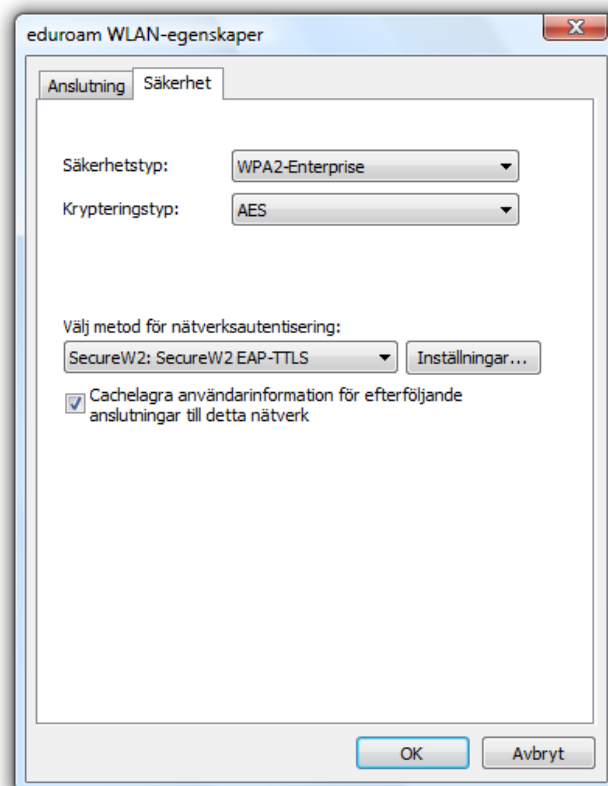 eduroam WLAN-egenskaper
Anslutning Säkerhet
Säkerhetstyp: WPA2-Enterprise
Krypteringstyp: AES
Välj metod för nätverksautentisering:
SecureW2: SecureW2 EAP-TTLS Inställningar...
Cachelagra användarinformation för efterföljande
anslutningar till detta nätverk
OK Avbryt